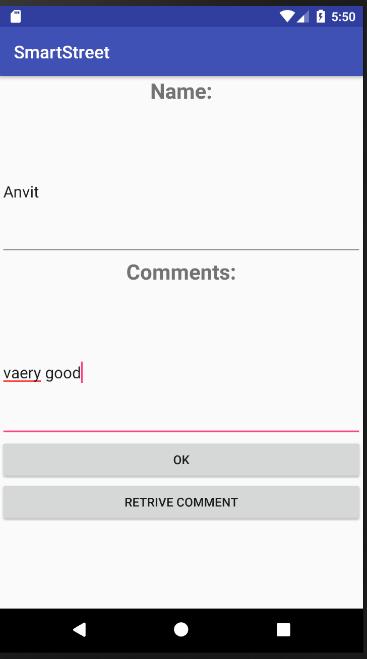 5:50
SmartStreet
Name:
Anvit
Comments:
vaery good
OK
RETRIVE COMMENT